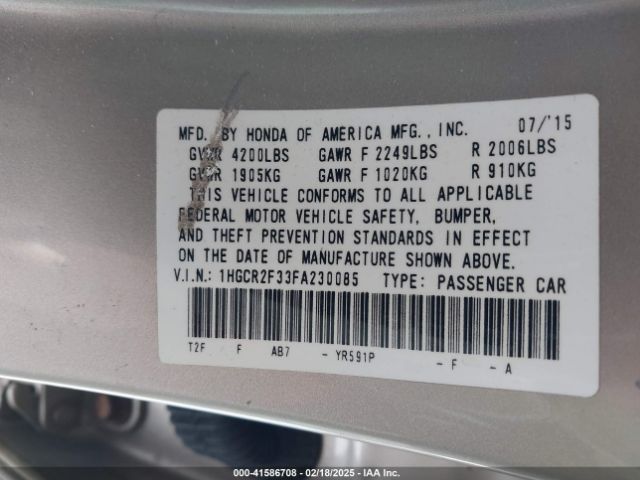 MFD. BY HONDA OF AMERICA MFG., INC. 07/'15
GVWR 4200LBS GAWR F 2249LBS R 2006LBS
GVWR 1905KG GAWR F 1020KG R 910KG
THIS VEHICLE CONFORMS TO ALL APPLICABLE
FEDERAL MOTOR VEHICLE SAFETY, BUMPER,
AND THEFT PREVENTION STANDARDS IN EFFECT
ON THE DATE OF MANUFACTURE SHOWN ABOVE.
V.I.N.: 1HGCR2F33FA230085 TYPE: PASSENGER CAR
T2F F AB7 - YR591P - F - A
000-41586708 - 02/18/2025 - IAA Inc.